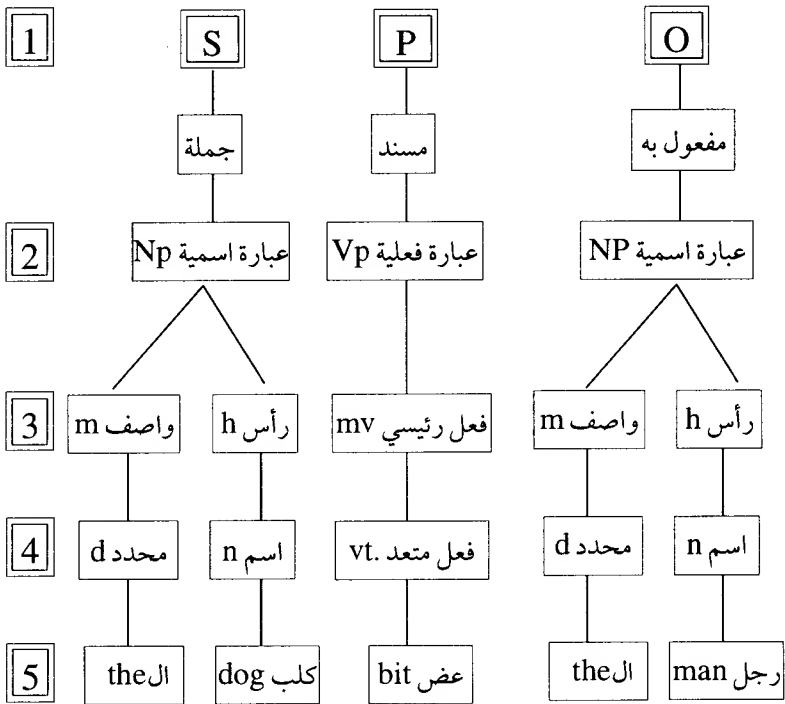 1 S P O
جملة مسند مفعول به
2 عبارة اسمية Np عبارة فعلية Vp عبارة اسمية NP
3 واصف m رأس h فعل رئيسي mv واصف m رأس h
4 محدد d اسم n فعل متعد .vt محدد d اسم n
5 الthe كلب dog عض bit الthe رجل man